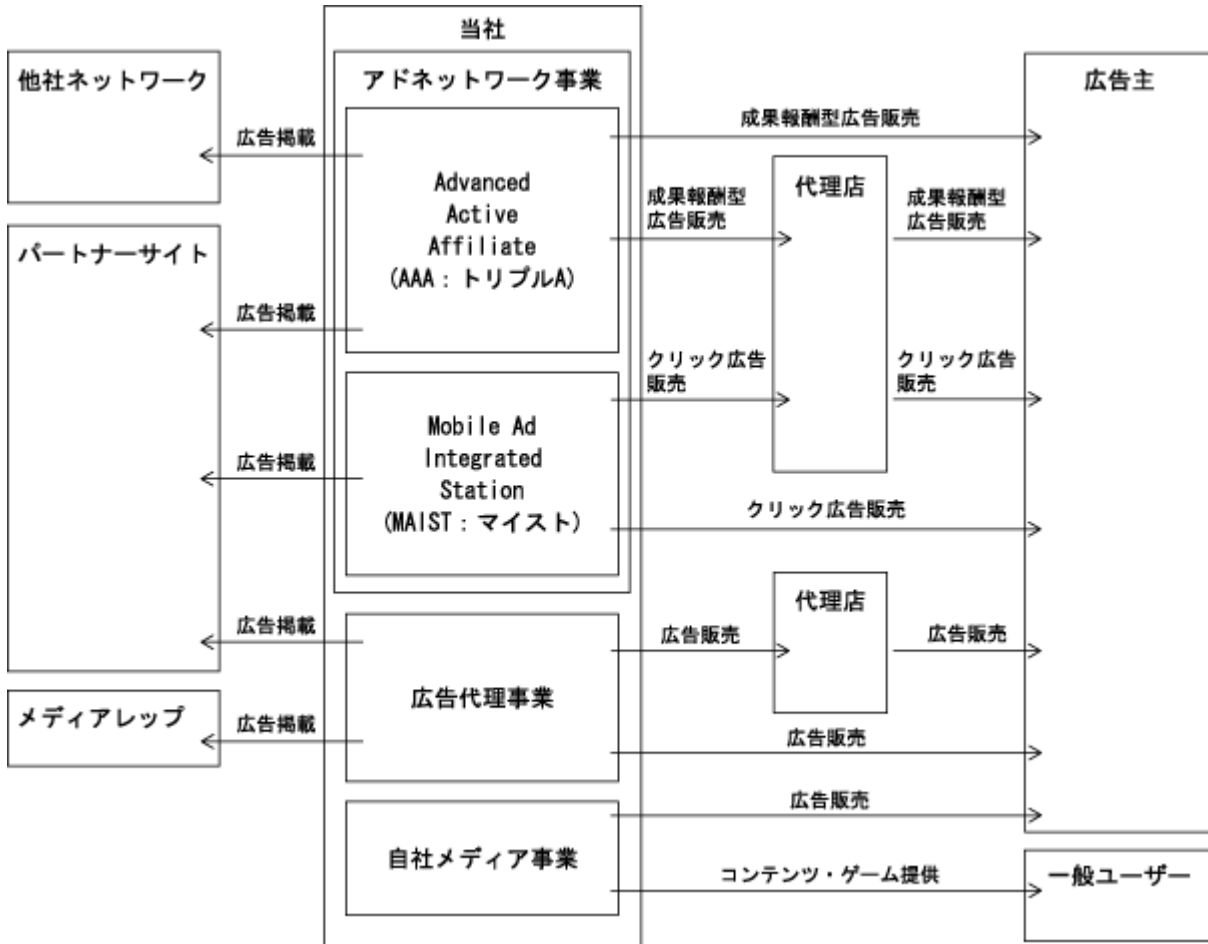 当社
他社ネットワーク
アドネットワーク事業
広告主
広告掲載
Advanced
Active
Affiliate
(AAA：トリプルA)
成果報酬型広告販売
代理店
成果報酬型
広告販売
成果報酬型
広告販売
パートナーサイト
広告掲載
クリック広告
販売
クリック広告
販売
広告掲載
Mobile Ad
Integrated
Station
(MAIST：マイスト)
クリック広告販売
広告掲載
広告代理事業
代理店
広告販売
広告販売
メディアレップ
広告掲載
広告販売
自社メディア事業
広告販売
コンテンツ・ゲーム提供
一般ユーザー